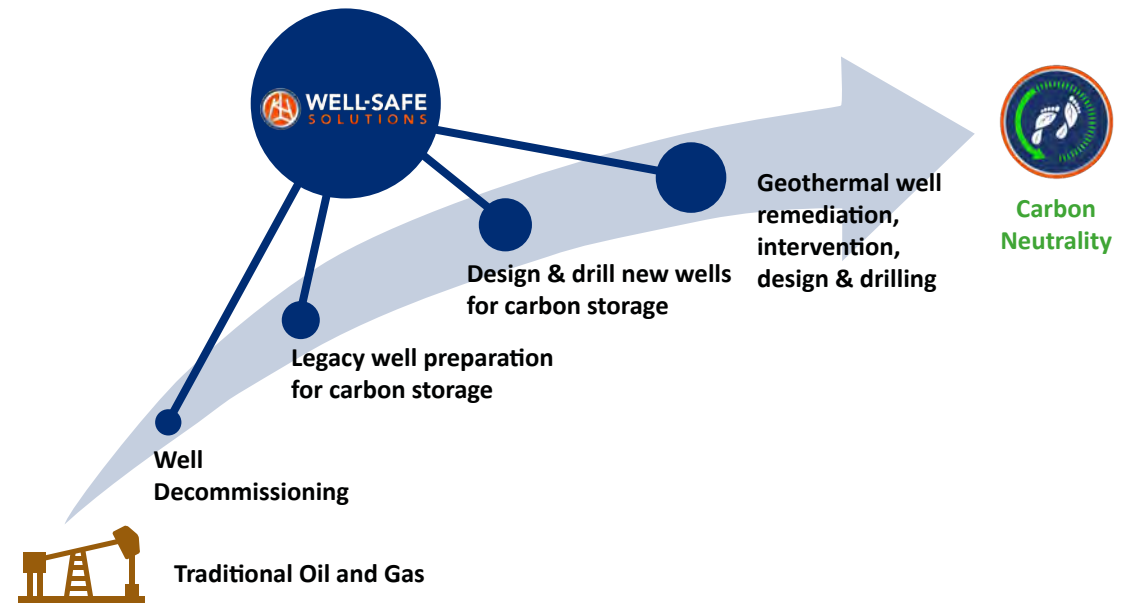 WELL-SAFE
SOLUTIONS
Geothermal well
remediation,
intervention,
design & drilling
Carbon
Neutrality
Design & drill new wells
for carbon storage
Legacy well preparation
for carbon storage
Well
Decommissioning
Traditional Oil and Gas